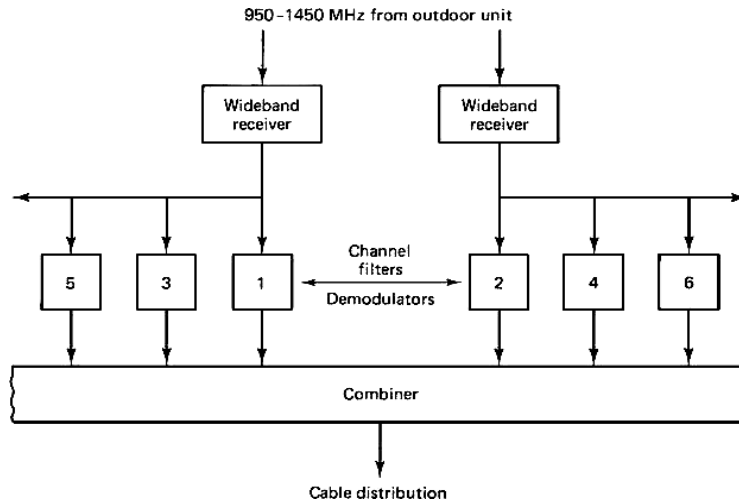 950-1450 MHz from outdoor unit
Wideband
receiver
Wideband
receiver
5
3
1
Channel
filters
Demodulators
2
4
6
Combiner
Cable distribution